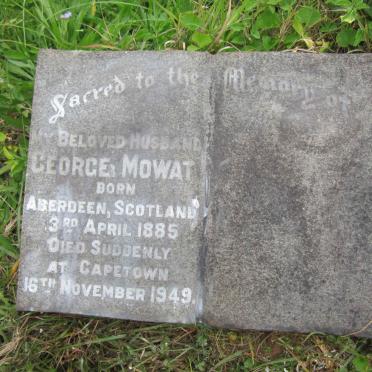 Sacred to the Memory of
My Beloved Husband
George Mowat
Born
Aberdeen, Scotland
3rd April 1885
Died Suddenly
at Capetown
16th November 1949.